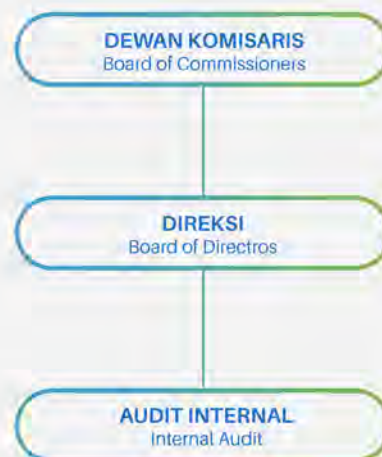 DEWAN KOMISARIS
Board of Commissioners
DIREKSI
Board of Directros
AUDIT INTERNAL
Internal Audit